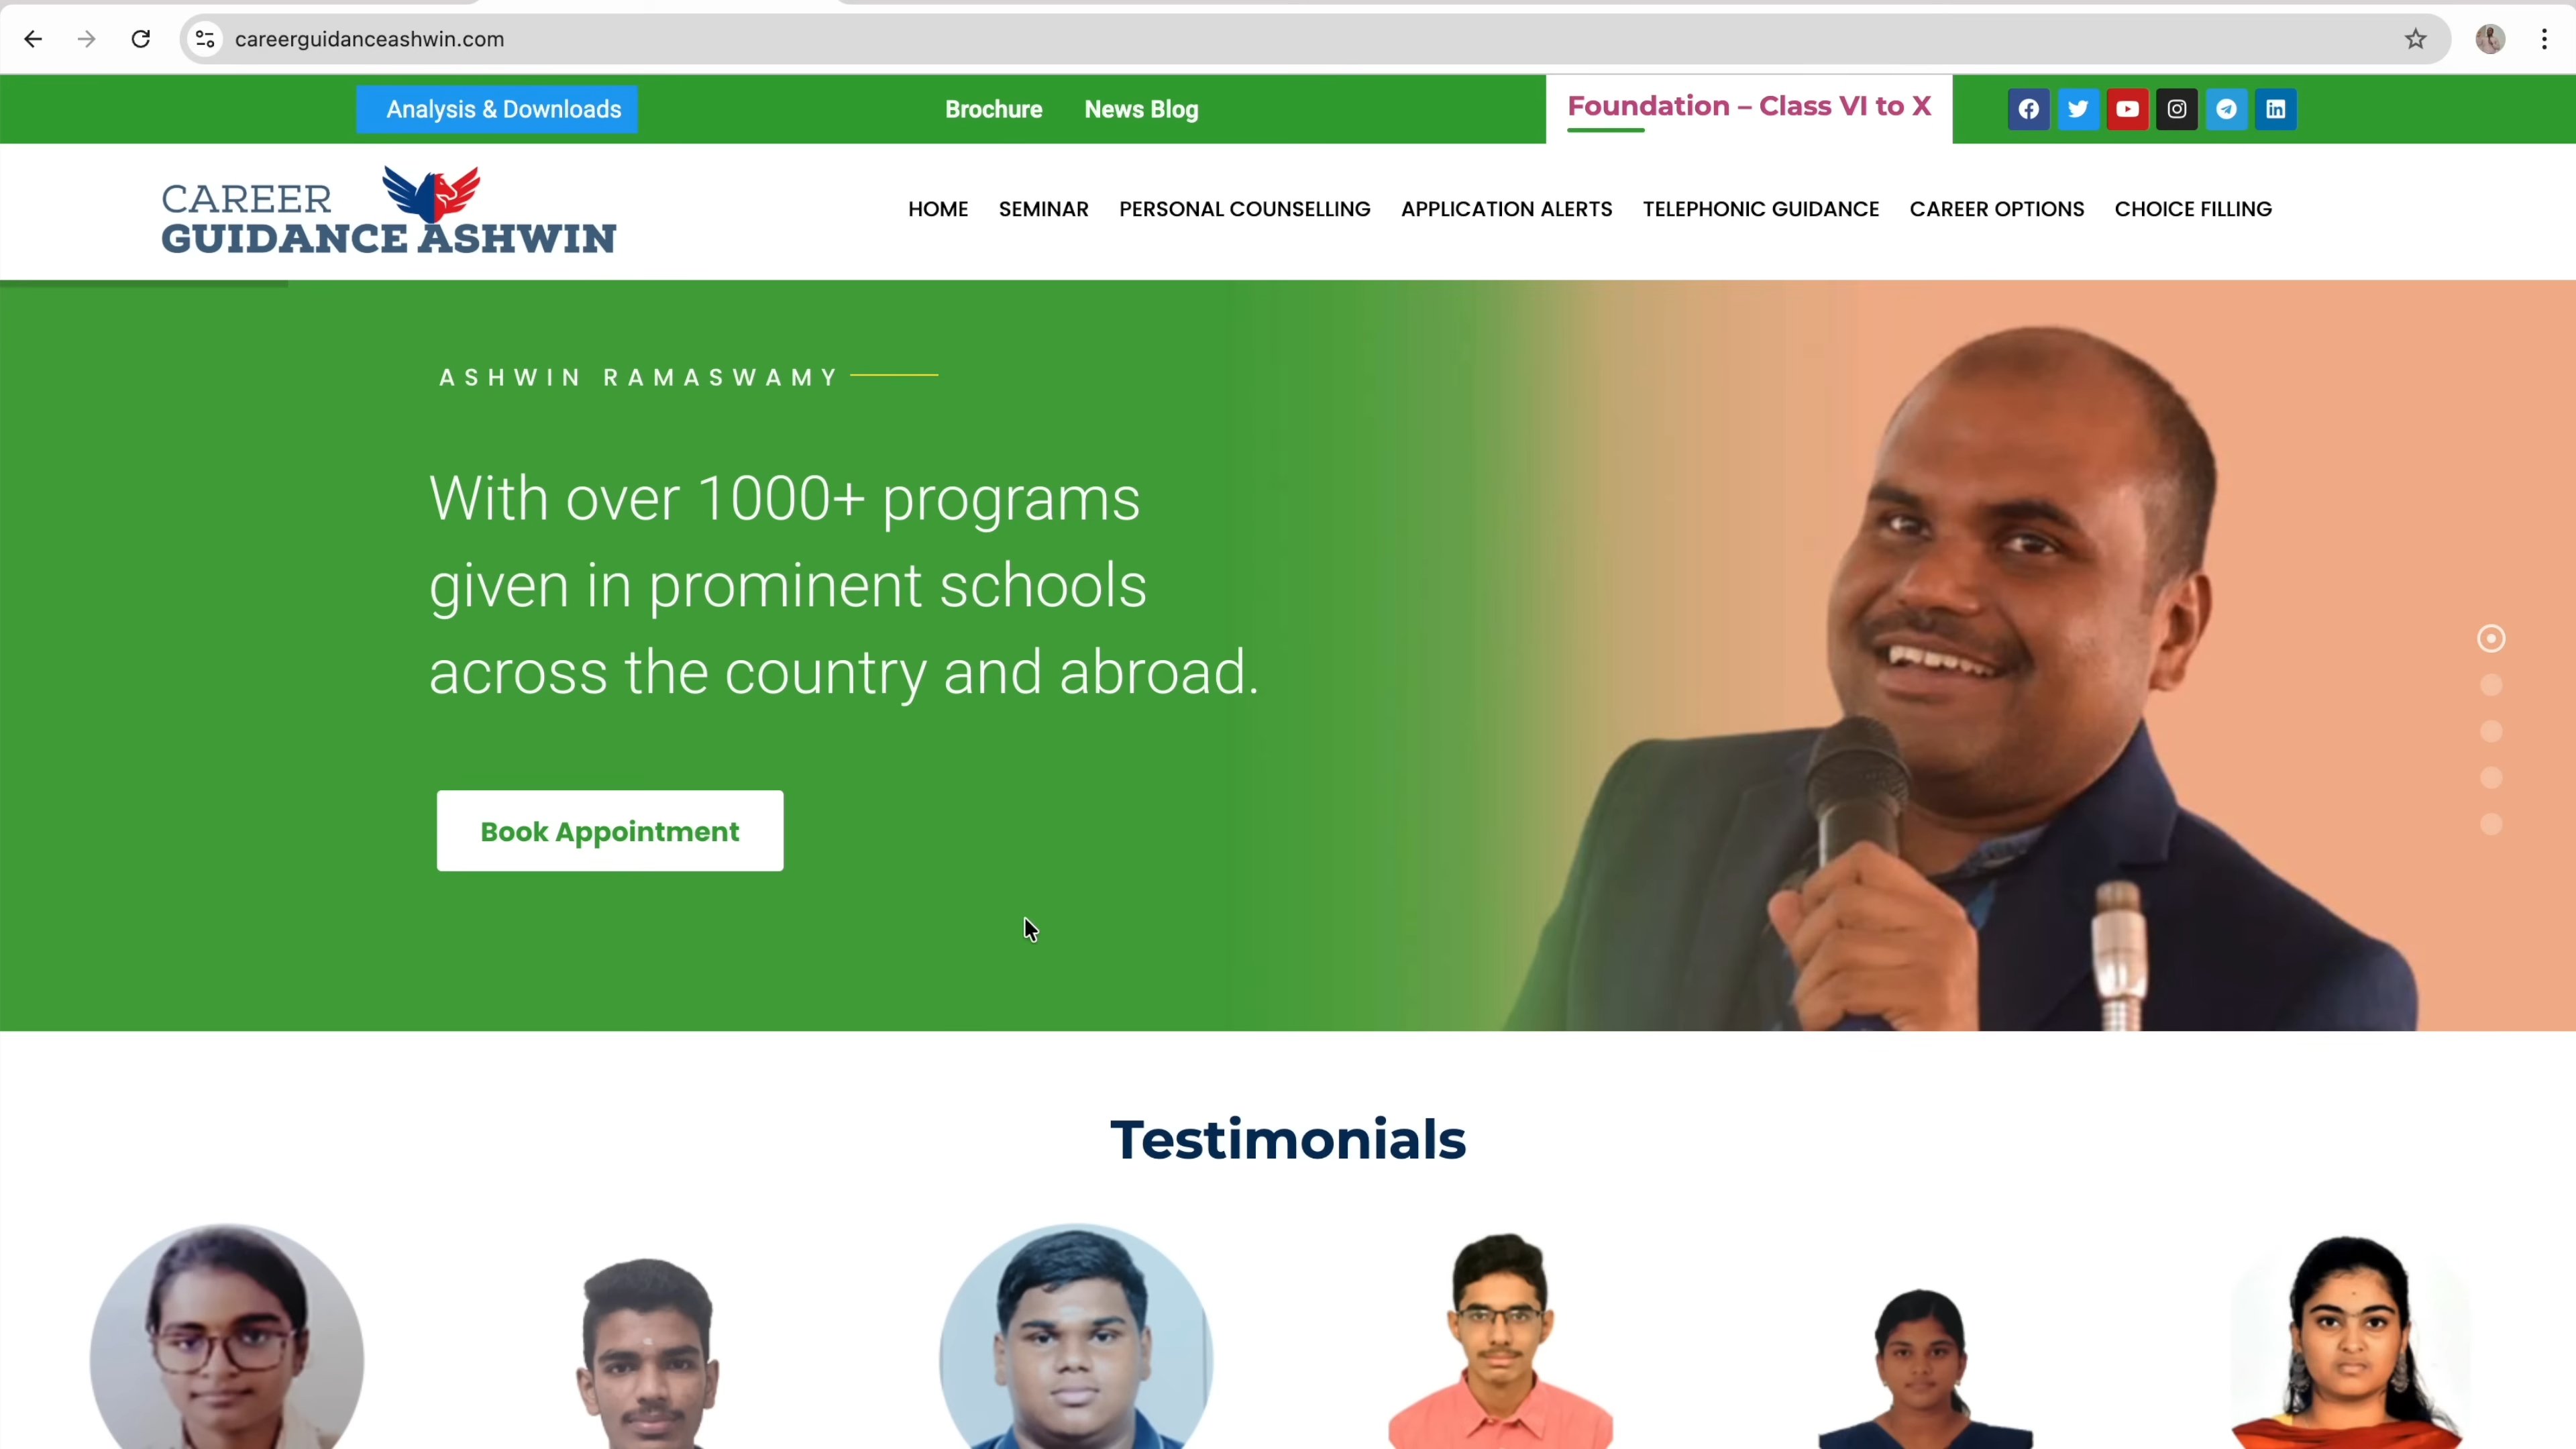 careerguidanceashwin.com
Analysis & Downloads
Brochure
News Blog
Foundation – Class VI to X
CAREER
GUIDANCE ASHWIN
HOME
SEMINAR
PERSONAL COUNSELLING
APPLICATION ALERTS
TELEPHONIC GUIDANCE
CAREER OPTIONS
CHOICE FILLING
ASHWIN RAMASWAMY
With over 1000+ programs
given in prominent schools
across the country and abroad.
Book Appointment
Testimonials